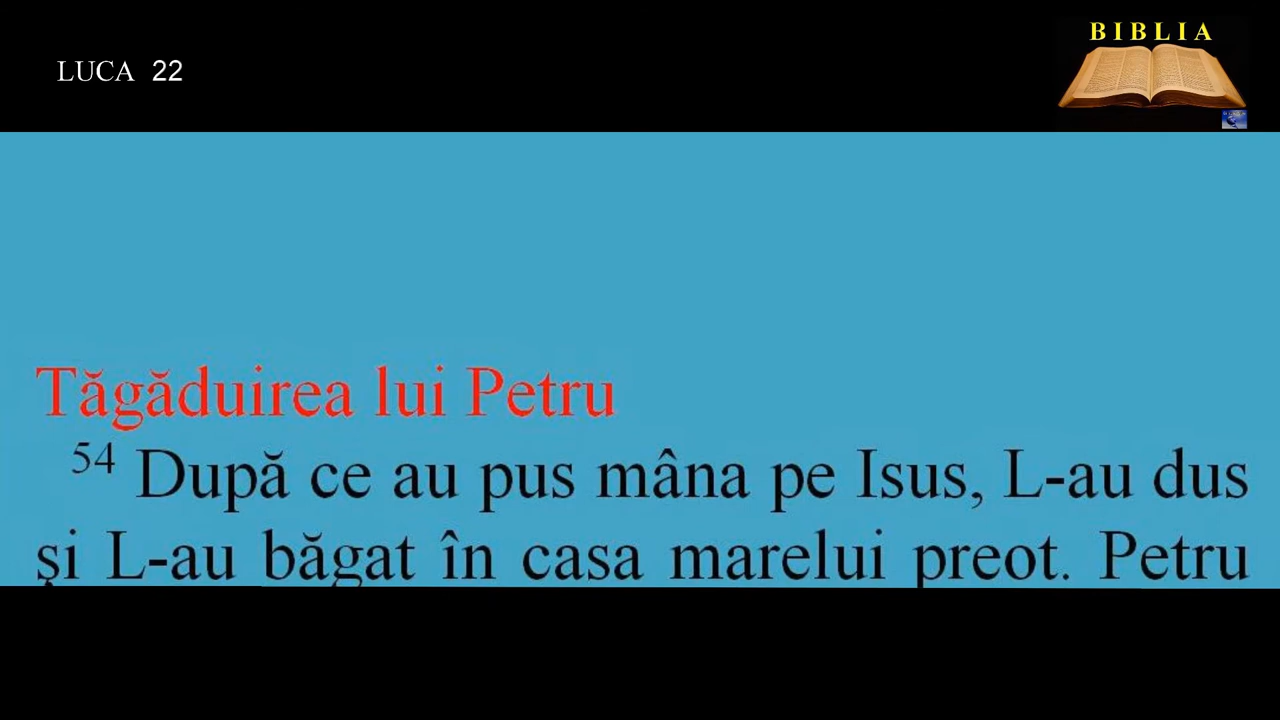 BIBLIA
LUCA 22
Tăgăduirea lui Petru
54 După ce au pus mâna pe Isus, L-au dus
şi L-au băgat în casa marelui preot. Petru